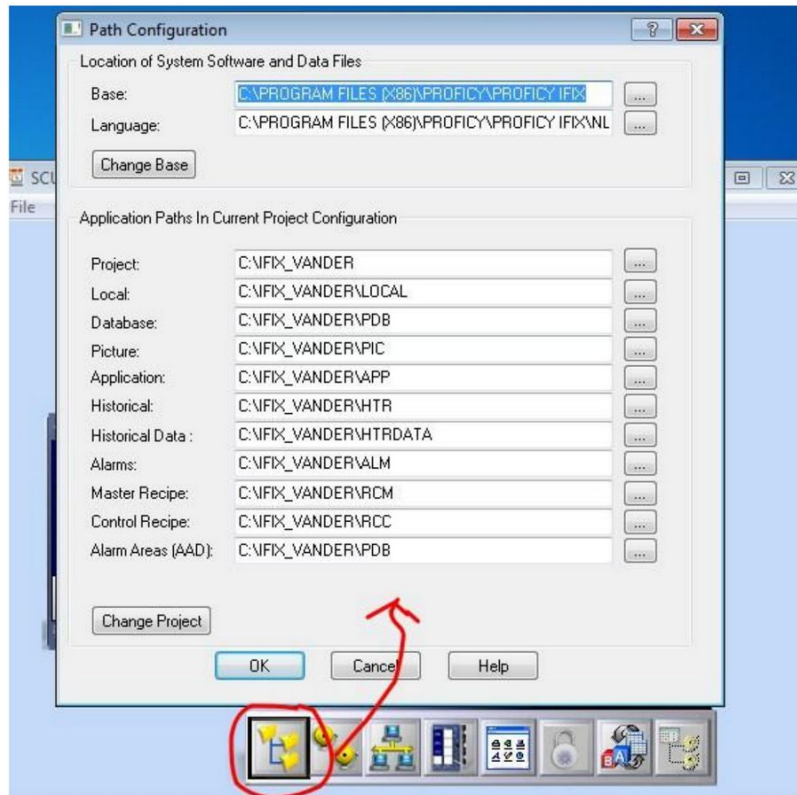 Path Configuration
Location of System Software and Data Files
Base: C:\PROGRAM FILES (X86)\PROFICY\PROFICY IFIX ...
Language: C:\PROGRAM FILES (X86)\PROFICY\PROFICY IFIX\NL ...
Change Base
SCU
File
Application Paths In Current Project Configuration
Project: C:\IFIX_VANDER ...
Local: C:\IFIX_VANDER\LOCAL ...
Database: C:\IFIX_VANDER\PDB ...
Picture: C:\IFIX_VANDER\PIC ...
Application: C:\IFIX_VANDER\APP ...
Historical: C:\IFIX_VANDER\HTR ...
Historical Data : C:\IFIX_VANDER\HTRDATA ...
Alarms: C:\IFIX_VANDER\ALM ...
Master Recipe: C:\IFIX_VANDER\RCM ...
Control Recipe: C:\IFIX_VANDER\RCC ...
Alarm Areas (AAD): C:\IFIX_VANDER\PDB ...
Change Project
OK Cancel Help